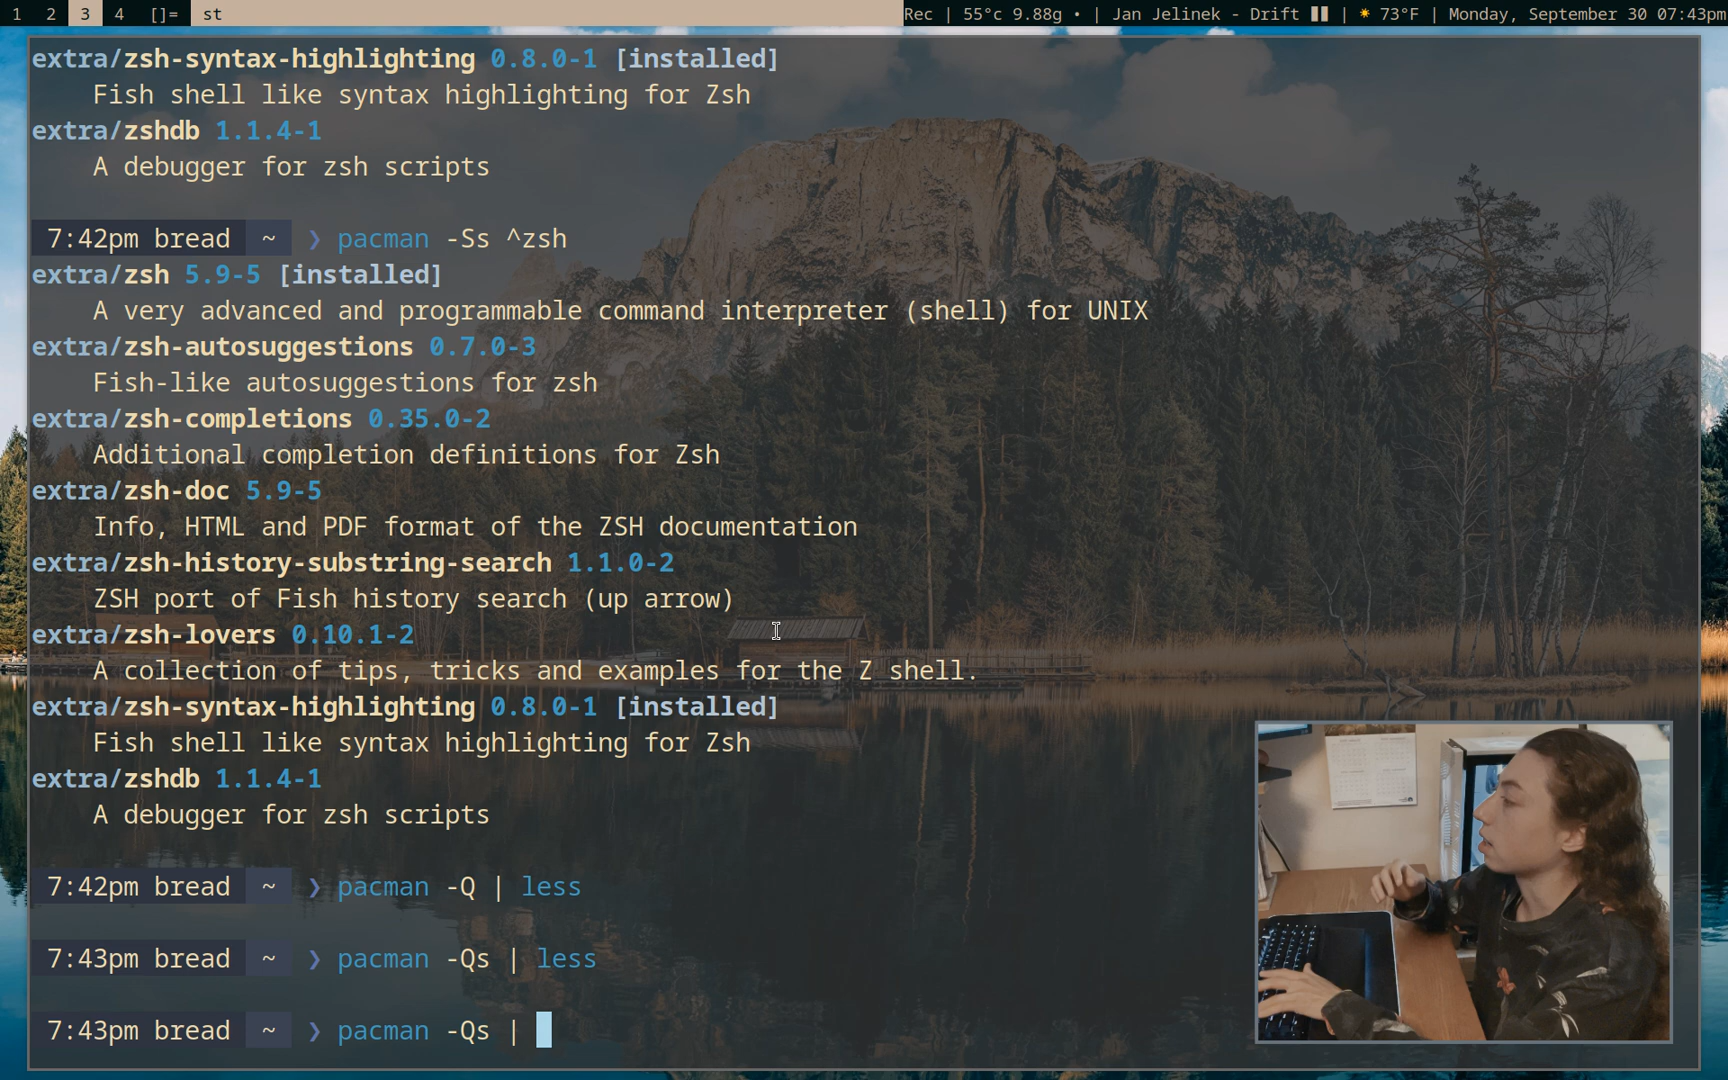 1 2 3 4 []= st Rec | 55°c 9.88g • | Jan Jelinek - Drift | ☀ 73°F | Monday, September 30 07:43pm
extra/zsh-syntax-highlighting 0.8.0-1 [installed]
Fish shell like syntax highlighting for Zsh
extra/zshdb 1.1.4-1
A debugger for zsh scripts
7:42pm bread ~ ❯ pacman -Ss ^zsh
extra/zsh 5.9-5 [installed]
A very advanced and programmable command interpreter (shell) for UNIX
extra/zsh-autosuggestions 0.7.0-3
Fish-like autosuggestions for zsh
extra/zsh-completions 0.35.0-2
Additional completion definitions for Zsh
extra/zsh-doc 5.9-5
Info, HTML and PDF format of the ZSH documentation
extra/zsh-history-substring-search 1.1.0-2
ZSH port of Fish history search (up arrow)
extra/zsh-lovers 0.10.1-2
A collection of tips, tricks and examples for the Z shell.
extra/zsh-syntax-highlighting 0.8.0-1 [installed]
Fish shell like syntax highlighting for Zsh
extra/zshdb 1.1.4-1
A debugger for zsh scripts
7:42pm bread ~ ❯ pacman -Q | less
7:43pm bread ~ ❯ pacman -Qs | less
7:43pm bread ~ ❯ pacman -Qs |